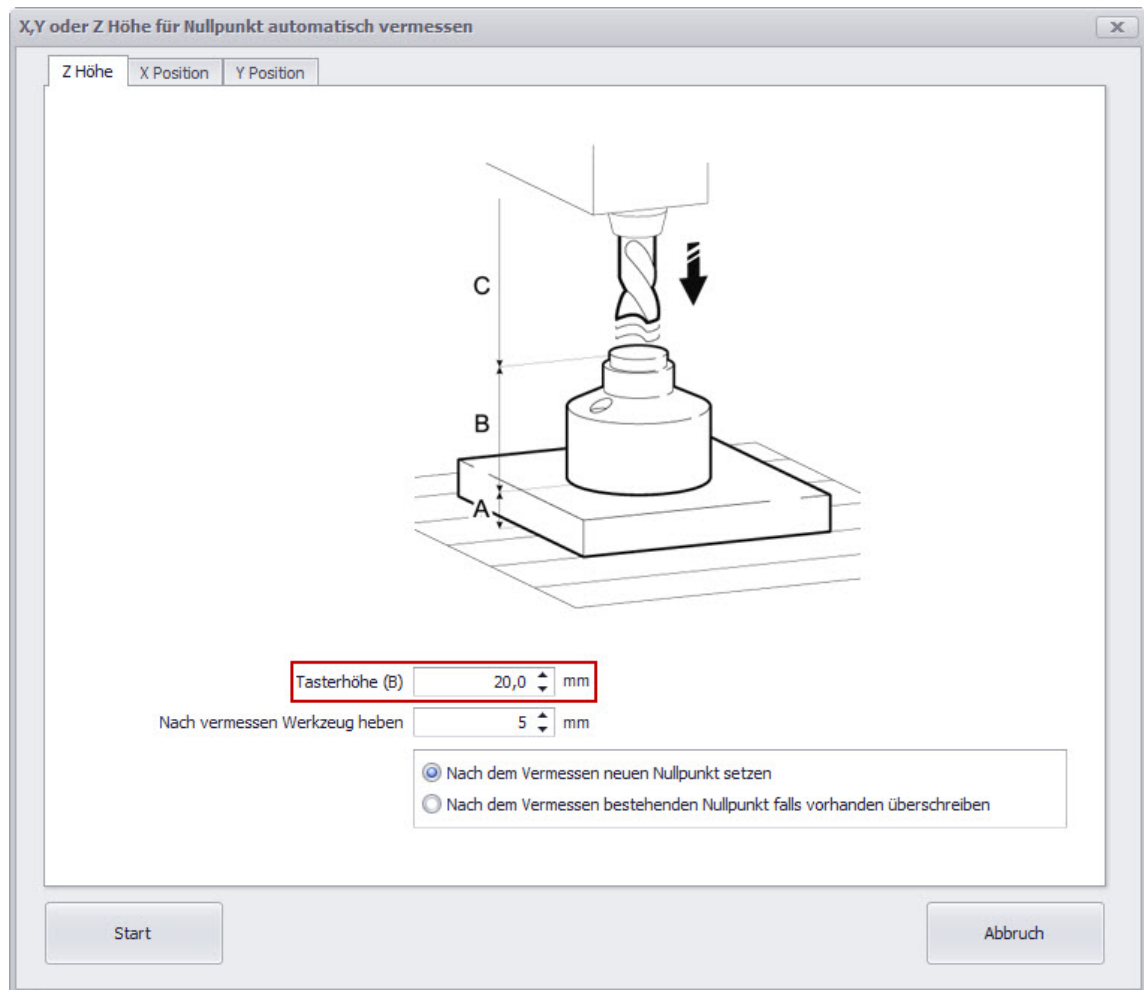 X,Y oder Z Höhe für Nullpunkt automatisch vermessen
Z Höhe X Position Y Position
C
B
A
Tasterhöhe (B) 20,0 mm
Nach vermessen Werkzeug heben 5 mm
Nach dem Vermessen neuen Nullpunkt setzen
Nach dem Vermessen bestehenden Nullpunkt falls vorhanden überschreiben
Start Abbruch